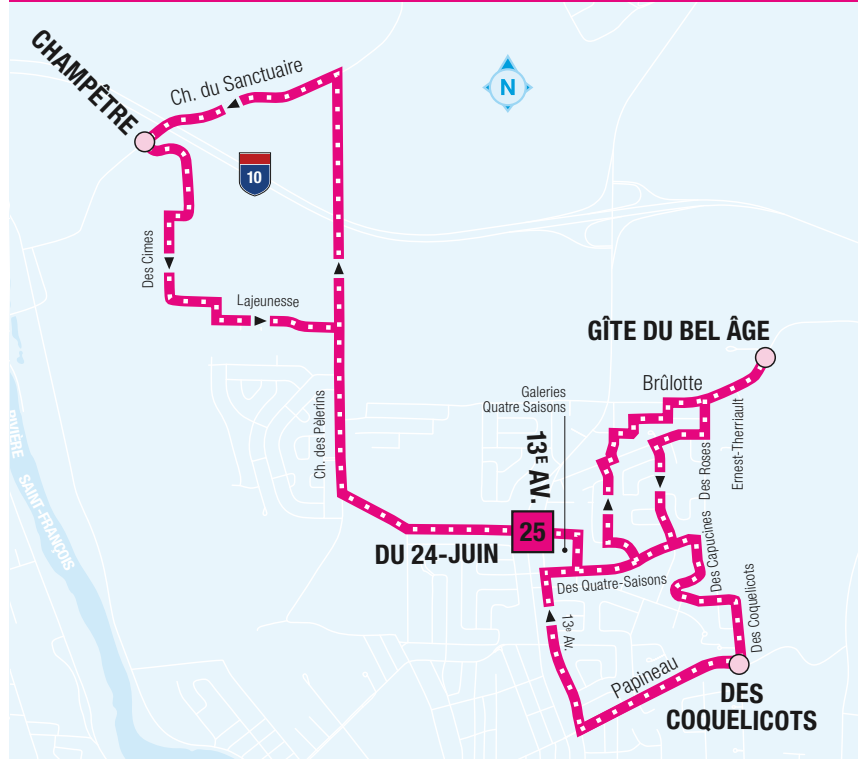 CHAMPÊTRE
Ch. du Sanctuaire
N
10
Des Cimes
Lajeunesse
GÎTE DU BEL ÂGE
Brûlotte
Galeries
Quatre Saisons
Ernest-Therriault
Des Roses
Ch. des Pèlerins
13E AV.
RIVIÈRE
SAINT-FRANÇOIS
25
DU 24-JUIN
Des Capucines
Des Quatre-Saisons
Des Coquelicots
13e Av.
Papineau
DES
COQUELICOTS